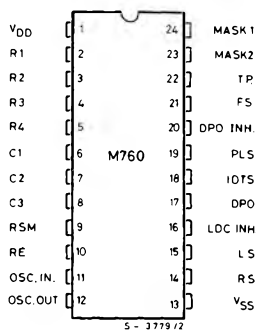 VDD 1 24 MASK1
R1 2 23 MASK2
R2 3 22 TP
R3 4 21 FS
R4 5 20 DPO INH.
C1 6 M760 19 PLS
C2 7 18 IDTS
C3 8 17 DPO
RSM 9 16 LDC INH
RE 10 15 LS
OSC.IN. 11 14 RS
OSC.OUT 12 13 VSS
S - 3779/2